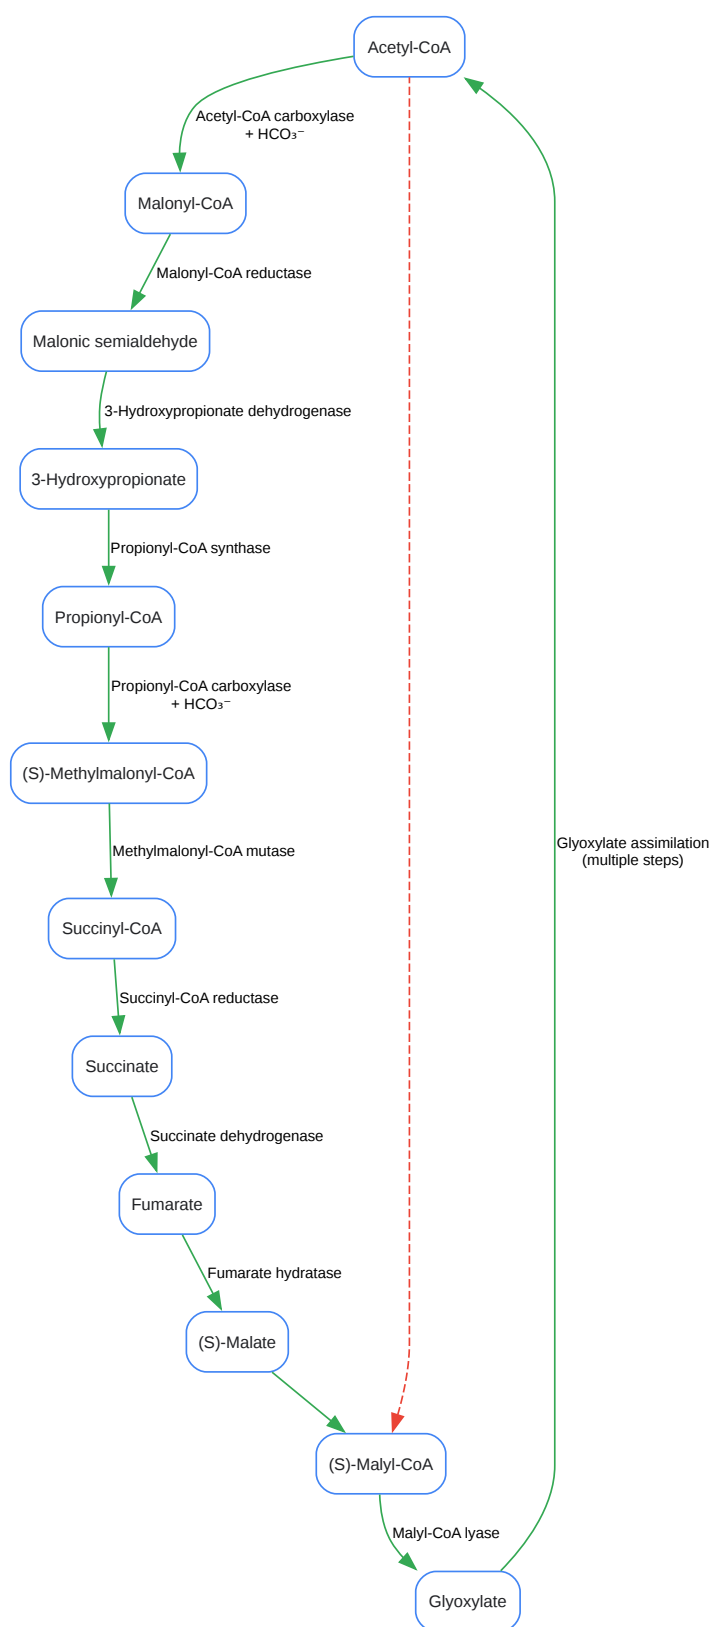 Acetyl-CoA
Acetyl-CoA carboxylase
+ HCO₃⁻
Malonyl-CoA
Malonyl-CoA reductase
Malonic semialdehyde
3-Hydroxypropionate dehydrogenase
3-Hydroxypropionate
Propionyl-CoA synthase
Propionyl-CoA
Propionyl-CoA carboxylase
+ HCO₃⁻
(S)-Methylmalonyl-CoA
Glyoxylate assimilation
(multiple steps)
Methylmalonyl-CoA mutase
Succinyl-CoA
Succinyl-CoA reductase
Succinate
Succinate dehydrogenase
Fumarate
Fumarate hydratase
(S)-Malate
(S)-Malyl-CoA
Malyl-CoA lyase
Glyoxylate